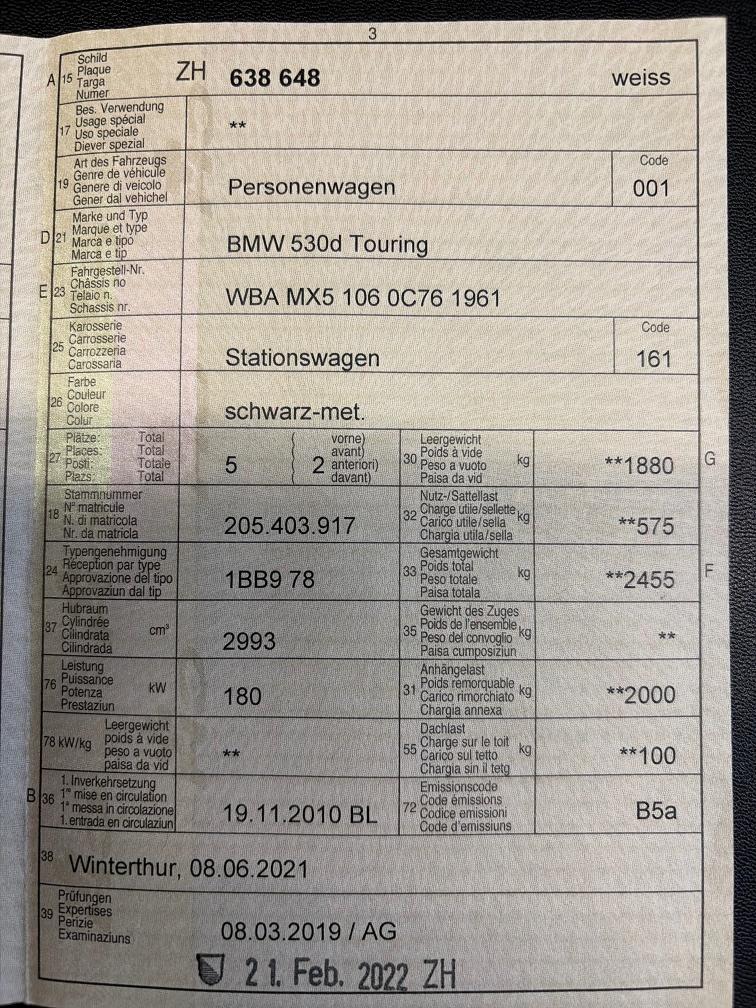 3
A 15 Schild
Plaque
Targa
Numer
ZH 638 648 weiss
17 Bes. Verwendung
Usage spécial
Uso speciale
Diever spezial
**
19 Art des Fahrzeugs
Genre de véhicule
Genere di veicolo
Gener dal vehichel
Personenwagen
Code
001
D 21 Marke und Typ
Marque et type
Marca e tipo
Marca e tip
BMW 530d Touring
E 23 Fahrgestell-Nr.
Châssis no
Telaio n.
Schassis nr.
WBA MX5 106 0C76 1961
25 Karosserie
Carrosserie
Carrozzeria
Carossaria
Stationswagen
Code
161
26 Farbe
Couleur
Colore
Colur
schwarz-met.
27 Plätze: Total
Places: Total
Posti: Totale
Plazs: Total
5
( 2 vorne)
avant)
anteriori)
davant)
30 Leergewicht
Poids à vide
Peso a vuoto
Paisa da vid
kg
**1880 G
18 Stammnummer
N° matricule
N. di matricola
Nr. da matricla
205.403.917
32 Nutz-/Sattellast
Charge utile/sellette
Carico utile/sella
Chargia utila/sella
kg
**575
24 Typengenehmigung
Réception par type
Approvazione del tipo
Approvaziun dal tip
1BB9 78
33 Gesamtgewicht
Poids total
Peso totale
Paisa totala
kg
**2455 F
37 Hubraum
Cylindrée
Cilindrata
Cilindrada
cm³
2993
35 Gewicht des Zuges
Poids de l'ensemble
Peso del convoglio
Paisa cumposiziun
kg
**
76 Leistung
Puissance
Potenza
Prestaziun
kW
180
31 Anhängelast
Poids remorquable
Carico rimorchiato
Chargia annexa
kg
**2000
78 kW/kg Leergewicht
poids à vide
peso a vuoto
paisa da vid
**
55 Dachlast
Charge sur le toit
Carico sul tetto
Chargia sin il tetg
kg
**100
B 36 1. Inverkehrsetzung
1re mise en circulation
1a messa in circolazione
1. entrada en circulaziun
19.11.2010 BL
72 Emissionscode
Code émissions
Codice emissioni
Code d'emissiuns
B5a
38 Winterthur, 08.06.2021
39 Prüfungen
Expertises
Perizie
Examinaziuns
08.03.2019 / AG
21. Feb. 2022 ZH